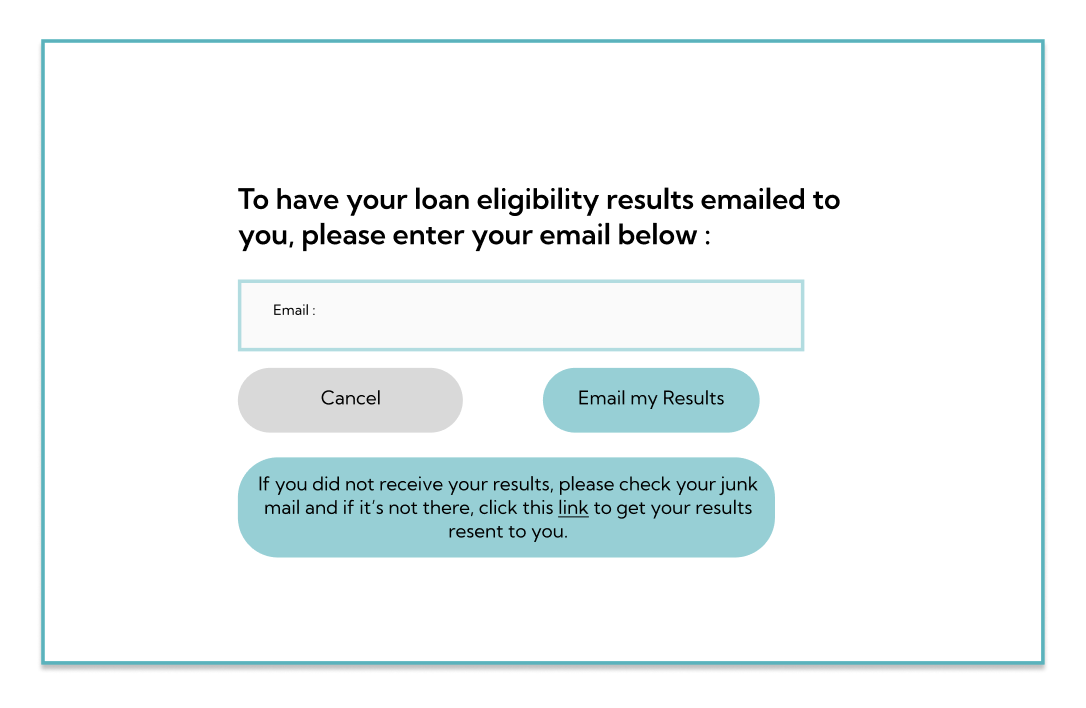 To have your loan eligibility results emailed to
you, please enter your email below :
Email :
Cancel
Email my Results
If you did not receive your results, please check your junk
mail and if it’s not there, click this link to get your results
resent to you.